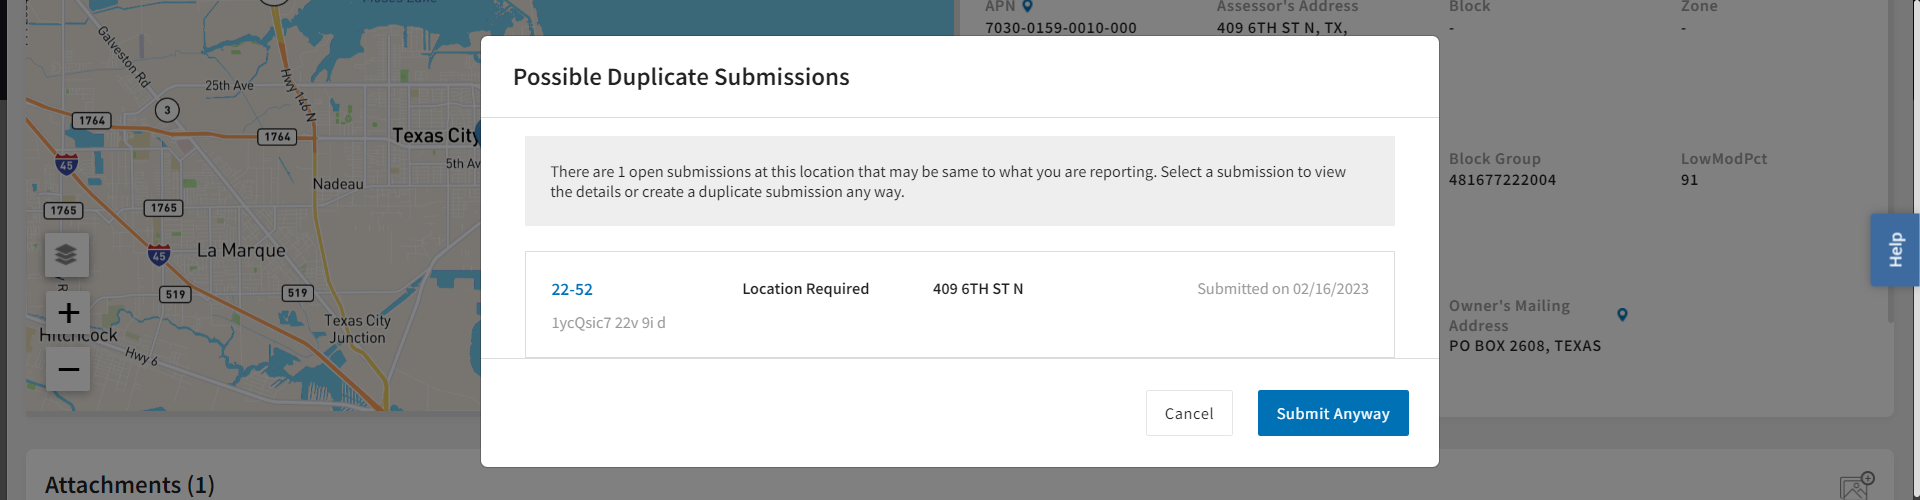 Moses Lake
Galveston Rd
25th Ave
Hwy 146 N
3
1764
1764
Texas City
5th Av
45
Nadeau
1765
1765
La Marque
45
519
519
Texas City
Junction
Hitchcock
Hwy 6
+
−
APN
7030-0159-0010-000
Assessor's Address
409 6TH ST N, TX,
Block
-
Zone
-
Block Group
481677222004
LowModPct
91
Owner's Mailing
Address
PO BOX 2608, TEXAS
Help
Possible Duplicate Submissions
There are 1 open submissions at this location that may be same to what you are reporting. Select a submission to view
the details or create a duplicate submission any way.
22-52 Location Required 409 6TH ST N Submitted on 02/16/2023
1ycQsic7 22v 9i d
Cancel Submit Anyway
Attachments (1)